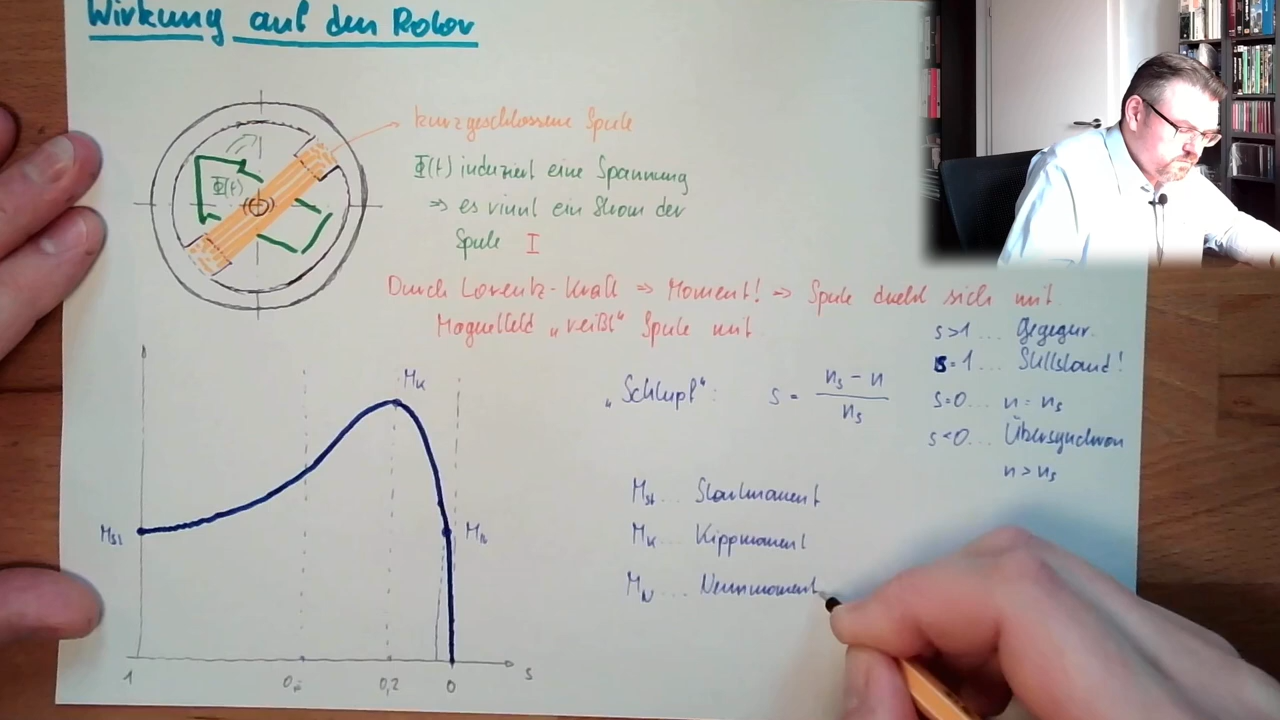 Wirkung auf den Rotor
kurzgeschlossene Spule
Φ(t) induziert eine Spannung
⇒ es rinnt ein Strom der
Spule I
Φ(t)
Durch Lorentz-Kraft ⇒ Moment! ⇒ Spule dreht sich mit
Magnetfeld „reißt“ Spule mit
s>1 ... Gegegur.
s=1 ... Stillstand!
s=0... n=ns
s<0... Übersynchron
n>ns
„Schlupf“: s = (ns - n) / ns
MK
MSt
MN
MSt ... Startmoment
MK ... Kippmoment
MN ... Nennmoment
1 0,2 0 s